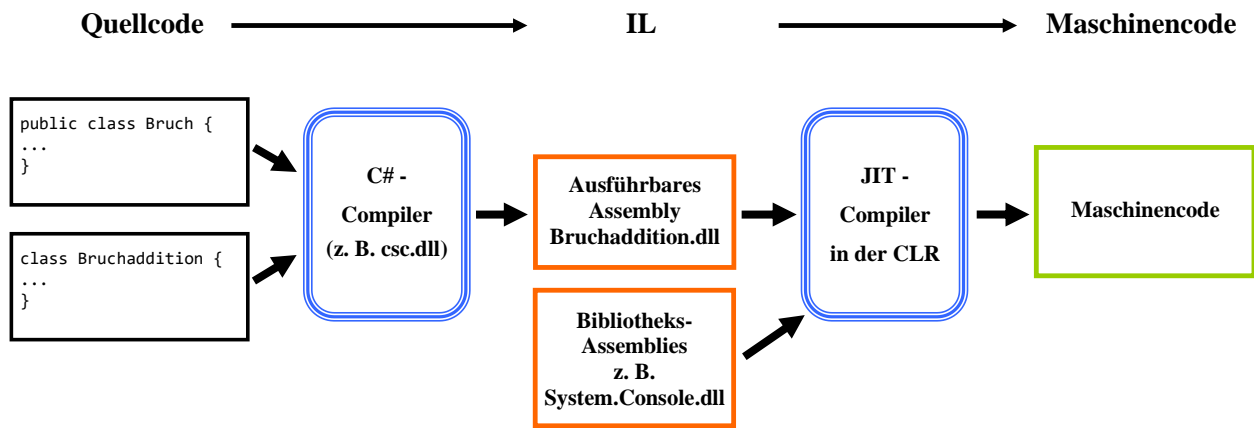 Quellcode
IL
Maschinencode
public class Bruch {
...
}
class Bruchaddition {
...
}
C# -
Compiler
(z. B. csc.dll)
Ausführbares
Assembly
Bruchaddition.dll
Bibliotheks-
Assemblies
z. B.
System.Console.dll
JIT -
Compiler
in der CLR
Maschinencode